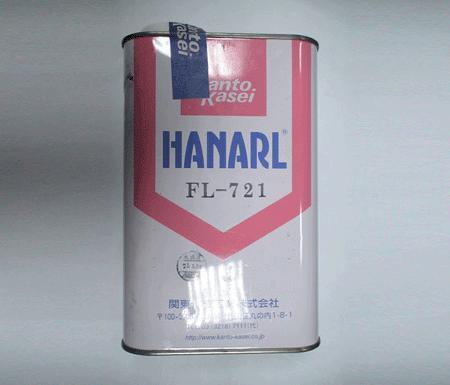 Kanto
Kanto
Kasei
HANARL®
FL-721
関東 株式会社
〒100- 丸の内1-8-1
http://www.kanto-kasei.co.jp